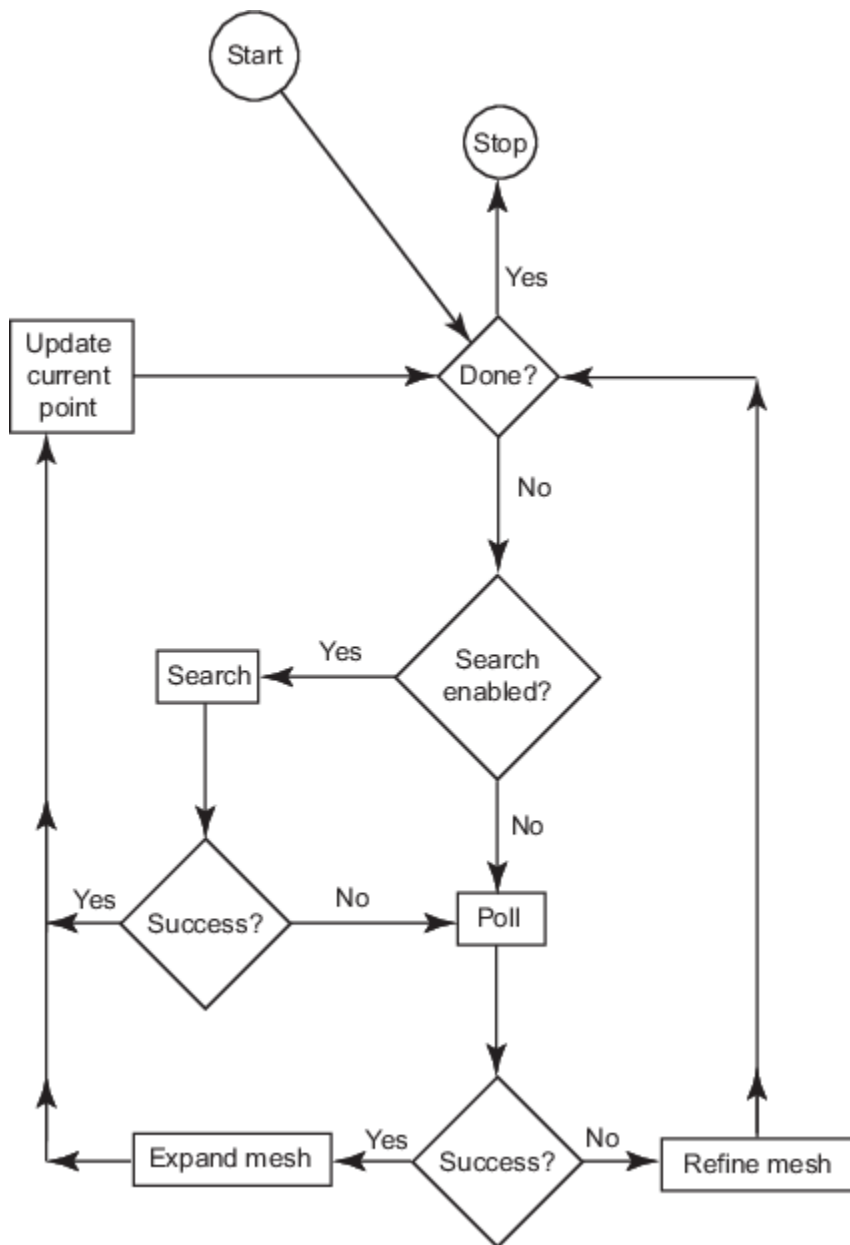 Start
Stop
Yes
Update
current
point
Done?
No
Yes
Search
Search
enabled?
No
Yes
Success?
No
Poll
Expand mesh
Yes
Success?
No
Refine mesh